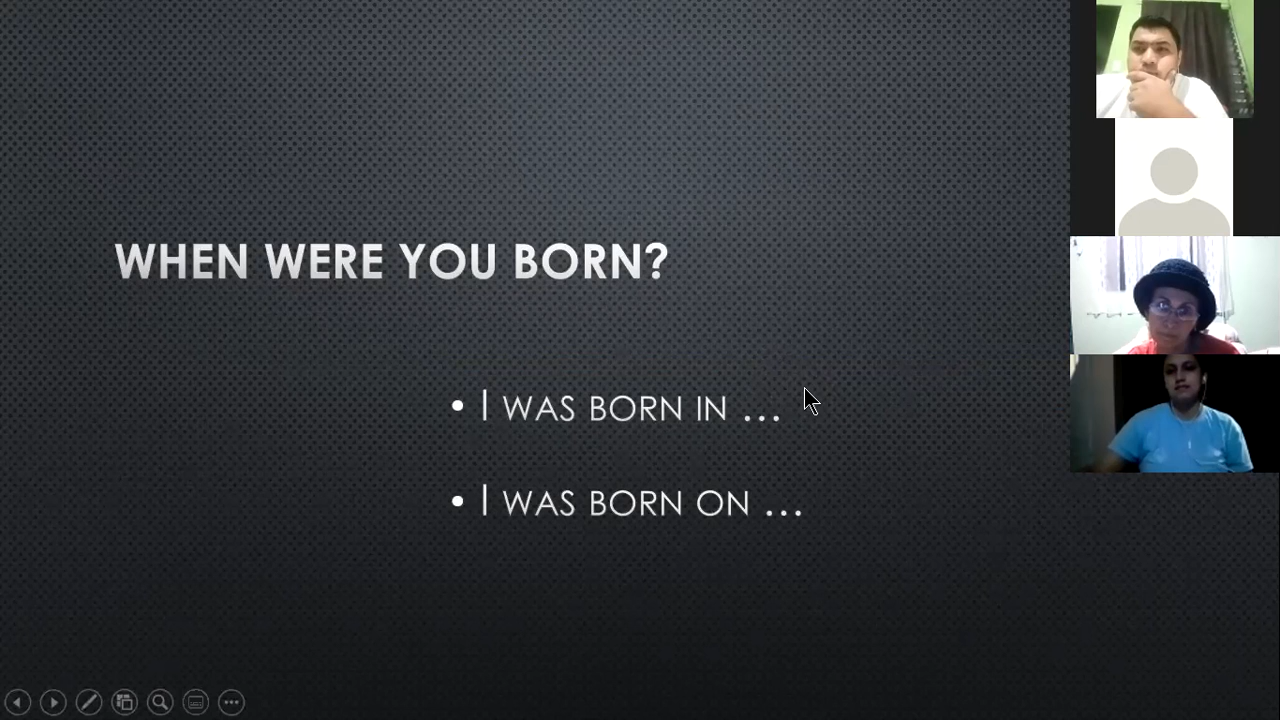 WHEN WERE YOU BORN?
• I WAS BORN IN ...
• I WAS BORN ON ...